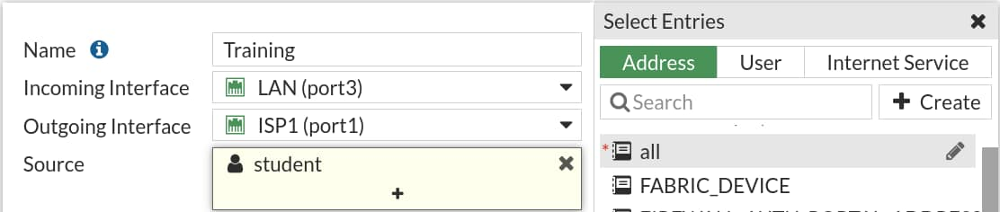 Select Entries
Name
Training
Address
User
Internet Service
Incoming Interface
LAN (port3)
Search
Create
Outgoing Interface
ISP1 (port1)
* all
Source
student
FABRIC_DEVICE